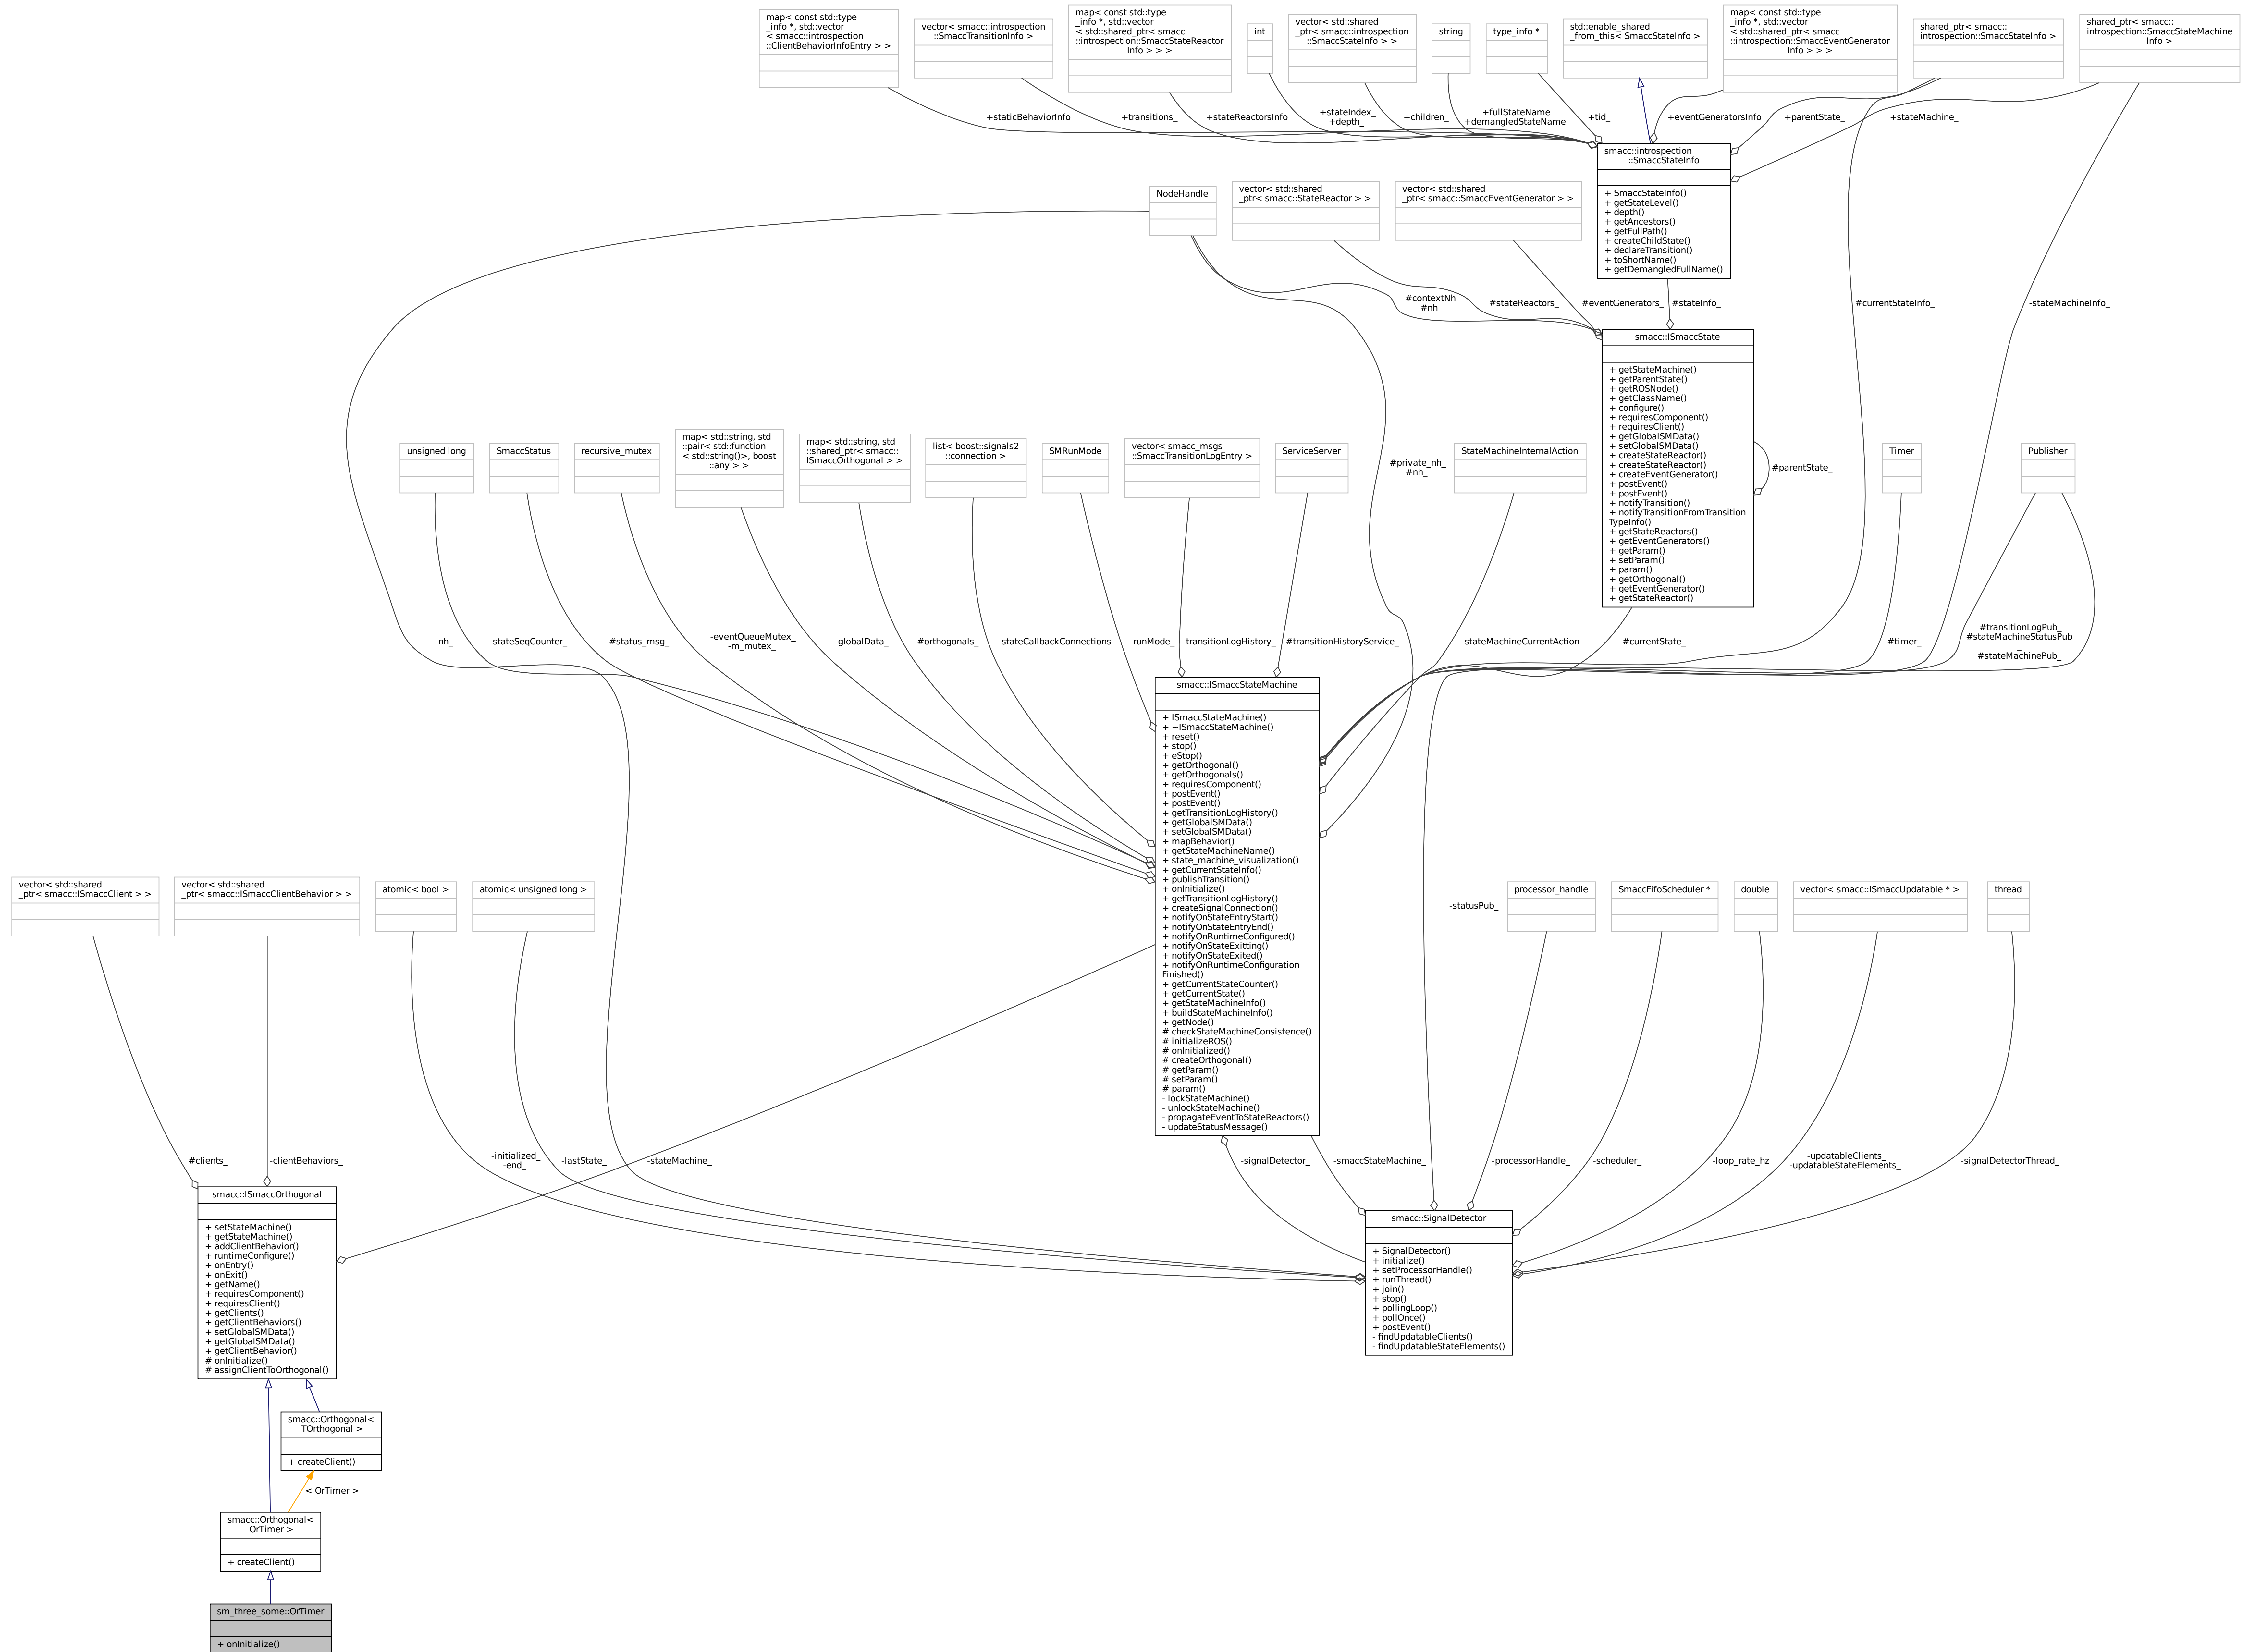 map< const std::type
_info *, std::vector
< smacc::introspection
::ClientBehaviorInfoEntry > >
vector< smacc::introspection
::SmaccTransitionInfo >
map< const std::type
_info *, std::vector
< std::shared_ptr< smacc
::introspection::SmaccStateReactor
Info > > >
int
vector< std::shared
_ptr< smacc::introspection
::SmaccStateInfo > >
string
type_info *
std::enable_shared
_from_this< SmaccStateInfo >
map< const std::type
_info *, std::vector
< std::shared_ptr< smacc
::introspection::SmaccEventGenerator
Info > > >
shared_ptr< smacc::
introspection::SmaccStateInfo >
shared_ptr< smacc::
introspection::SmaccStateMachine
Info >
+staticBehaviorInfo
+transitions_
+stateReactorsInfo
+stateIndex_
+depth_
+children_
+fullStateName
+demangledStateName
+tid_
+eventGeneratorsInfo
+parentState_
+stateMachine_
smacc::introspection
::SmaccStateInfo
+ SmaccStateInfo()
+ getStateLevel()
+ depth()
+ getAncestors()
+ getFullPath()
+ createChildState()
+ declareTransition()
+ toShortName()
+ getDemangledFullName()
NodeHandle
vector< std::shared
_ptr< smacc::StateReactor > >
vector< std::shared
_ptr< smacc::SmaccEventGenerator > >
#contextNh
#nh
#stateReactors_
#eventGenerators_
#stateInfo_
#currentStateInfo_
-stateMachineInfo_
smacc::ISmaccState
+ getStateMachine()
+ getParentState()
+ getROSNode()
+ getClassName()
+ configure()
+ requiresComponent()
+ requiresClient()
+ getGlobalSMData()
+ setGlobalSMData()
+ createStateReactor()
+ createStateReactor()
+ createEventGenerator()
+ postEvent()
+ postEvent()
+ notifyTransition()
+ notifyTransitionFromTransition
TypeInfo()
+ getStateReactors()
+ getEventGenerators()
+ getParam()
+ setParam()
+ param()
+ getOrthogonal()
+ getEventGenerator()
+ getStateReactor()
#parentState_
unsigned long
SmaccStatus
recursive_mutex
map< std::string, std
::pair< std::function
< std::string()>, boost
::any > >
map< std::string, std
::shared_ptr< smacc::
ISmaccOrthogonal > >
list< boost::signals2
::connection >
SMRunMode
vector< smacc_msgs
::SmaccTransitionLogEntry >
ServiceServer
#private_nh_
#nh_
StateMachineInternalAction
Timer
Publisher
-nh_
-stateSeqCounter_
#status_msg_
-eventQueueMutex_
-m_mutex_
-globalData_
#orthogonals_
-stateCallbackConnections
-runMode_
-transitionLogHistory_
#transitionHistoryService_
-stateMachineCurrentAction
#currentState_
#timer_
#transitionLogPub_
#stateMachineStatusPub
_
#stateMachinePub_
smacc::ISmaccStateMachine
+ ISmaccStateMachine()
+ ~ISmaccStateMachine()
+ reset()
+ stop()
+ eStop()
+ getOrthogonal()
+ getOrthogonals()
+ requiresComponent()
+ postEvent()
+ postEvent()
+ getTransitionLogHistory()
+ getGlobalSMData()
+ setGlobalSMData()
+ mapBehavior()
+ getStateMachineName()
+ state_machine_visualization()
+ getCurrentStateInfo()
+ publishTransition()
+ onInitialize()
+ getTransitionLogHistory()
+ createSignalConnection()
+ notifyOnStateEntryStart()
+ notifyOnStateEntryEnd()
+ notifyOnRuntimeConfigured()
+ notifyOnStateExitting()
+ notifyOnStateExited()
+ notifyOnRuntimeConfiguration
Finished()
+ getCurrentStateCounter()
+ getCurrentState()
+ getStateMachineInfo()
+ buildStateMachineInfo()
+ getNode()
# checkStateMachineConsistence()
# initializeROS()
# onInitialized()
# createOrthogonal()
# getParam()
# setParam()
# param()
- lockStateMachine()
- unlockStateMachine()
- propagateEventToStateReactors()
- updateStatusMessage()
vector< std::shared
_ptr< smacc::ISmaccClient > >
vector< std::shared
_ptr< smacc::ISmaccClientBehavior > >
atomic< bool >
atomic< unsigned long >
-statusPub_
processor_handle
SmaccFifoScheduler *
double
vector< smacc::ISmaccUpdatable * >
thread
#clients_
-clientBehaviors_
-initialized_
-end_
-lastState_
-stateMachine_
-signalDetector_
-smaccStateMachine_
-processorHandle_
-scheduler_
-loop_rate_hz
-updatableClients_
-updatableStateElements_
-signalDetectorThread_
smacc::ISmaccOrthogonal
+ setStateMachine()
+ getStateMachine()
+ addClientBehavior()
+ runtimeConfigure()
+ onEntry()
+ onExit()
+ getName()
+ requiresComponent()
+ requiresClient()
+ getClients()
+ getClientBehaviors()
+ setGlobalSMData()
+ getGlobalSMData()
+ getClientBehavior()
# onInitialize()
# assignClientToOrthogonal()
smacc::SignalDetector
+ SignalDetector()
+ initialize()
+ setProcessorHandle()
+ runThread()
+ join()
+ stop()
+ pollingLoop()
+ pollOnce()
+ postEvent()
- findUpdatableClients()
- findUpdatableStateElements()
smacc::Orthogonal<
TOrthogonal >
+ createClient()
< OrTimer >
smacc::Orthogonal<
OrTimer >
+ createClient()
sm_three_some::OrTimer
+ onInitialize()